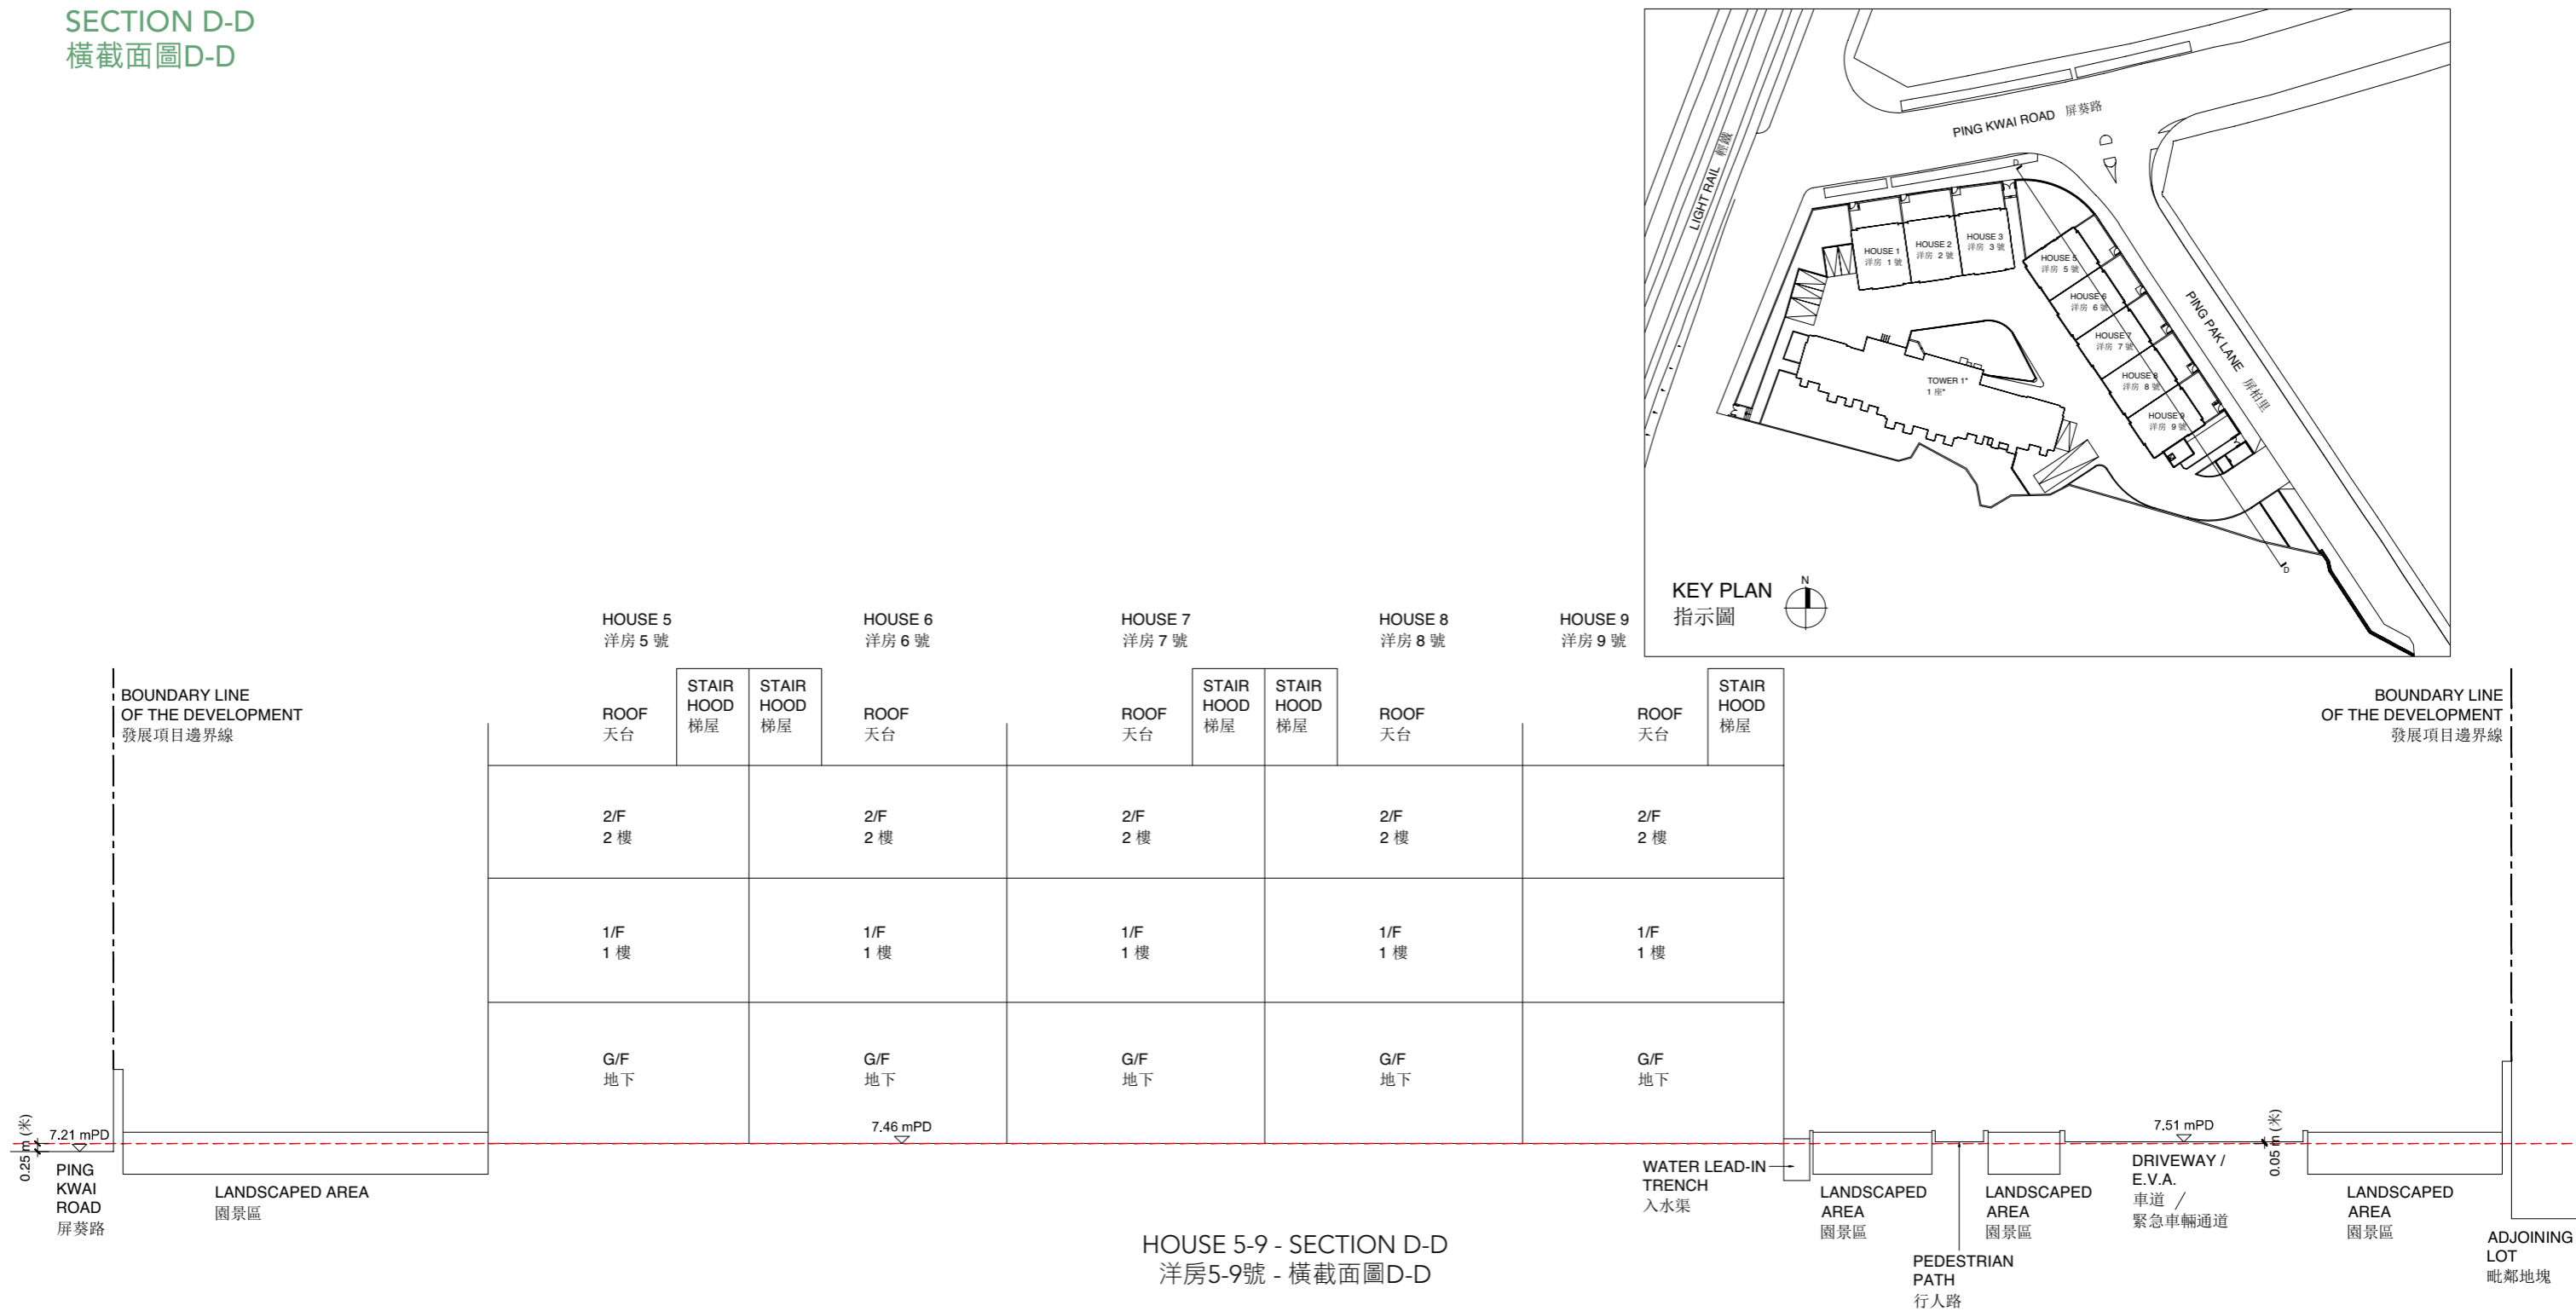 SECTION D-D
橫截面圖D-D
PING KWAI ROAD 屏葵路
LIGHT RAIL 輕鐵
D
HOUSE 1
洋房 1 號
HOUSE 2
洋房 2 號
HOUSE 3
洋房 3 號
HOUSE 5
洋房 5 號
HOUSE 6
洋房 6 號
HOUSE 7
洋房 7 號
HOUSE 8
洋房 8 號
HOUSE 9
洋房 9 號
PING PAK LANE 屏柏里
TOWER 1*
1 座*
D
KEY PLAN
指示圖
N
HOUSE 5
洋房 5 號
HOUSE 6
洋房 6 號
HOUSE 7
洋房 7 號
HOUSE 8
洋房 8 號
HOUSE 9
洋房 9 號
BOUNDARY LINE
OF THE DEVELOPMENT
發展項目邊界線
ROOF
天台
STAIR
HOOD
梯屋
STAIR
HOOD
梯屋
ROOF
天台
ROOF
天台
STAIR
HOOD
梯屋
STAIR
HOOD
梯屋
ROOF
天台
ROOF
天台
STAIR
HOOD
梯屋
BOUNDARY LINE
OF THE DEVELOPMENT
發展項目邊界線
2/F
2 樓
2/F
2 樓
2/F
2 樓
2/F
2 樓
2/F
2 樓
1/F
1 樓
1/F
1 樓
1/F
1 樓
1/F
1 樓
1/F
1 樓
G/F
地下
G/F
地下
G/F
地下
G/F
地下
G/F
地下
0.25 m (米)
7.21 mPD
7.46 mPD
7.51 mPD
0.05 m (米)
PING
KWAI
ROAD
屏葵路
LANDSCAPED AREA
園景區
WATER LEAD-IN
TRENCH
入水渠
LANDSCAPED
AREA
園景區
PEDESTRIAN
PATH
行人路
LANDSCAPED
AREA
園景區
DRIVEWAY /
E.V.A.
車道 /
緊急車輛通道
LANDSCAPED
AREA
園景區
ADJOINING
LOT
毗鄰地塊
HOUSE 5-9 - SECTION D-D
洋房5-9號 - 橫截面圖D-D